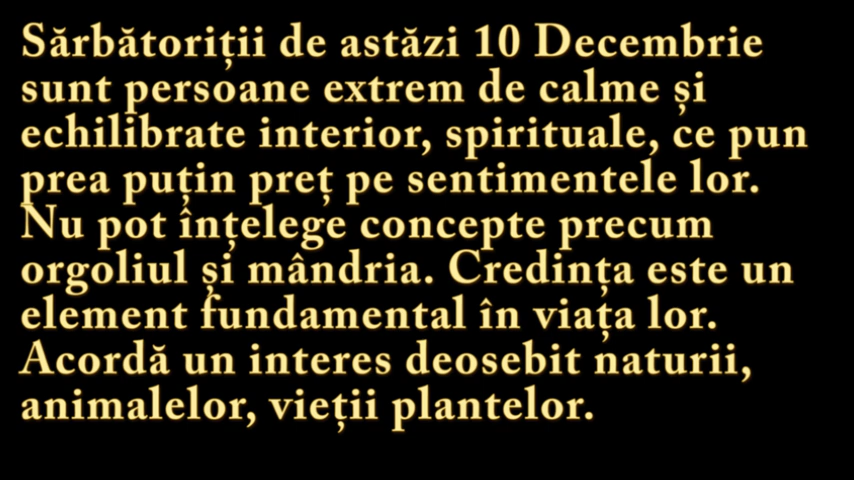 Sărbătoriții de astăzi 10 Decembrie
sunt persoane extrem de calme și
echilibrate interior, spirituale, ce pun
prea puțin preț pe sentimentele lor.
Nu pot înțelege concepte precum
orgoliul și mândria. Credința este un
element fundamental în viața lor.
Acordă un interes deosebit naturii,
animalelor, vieții plantelor.